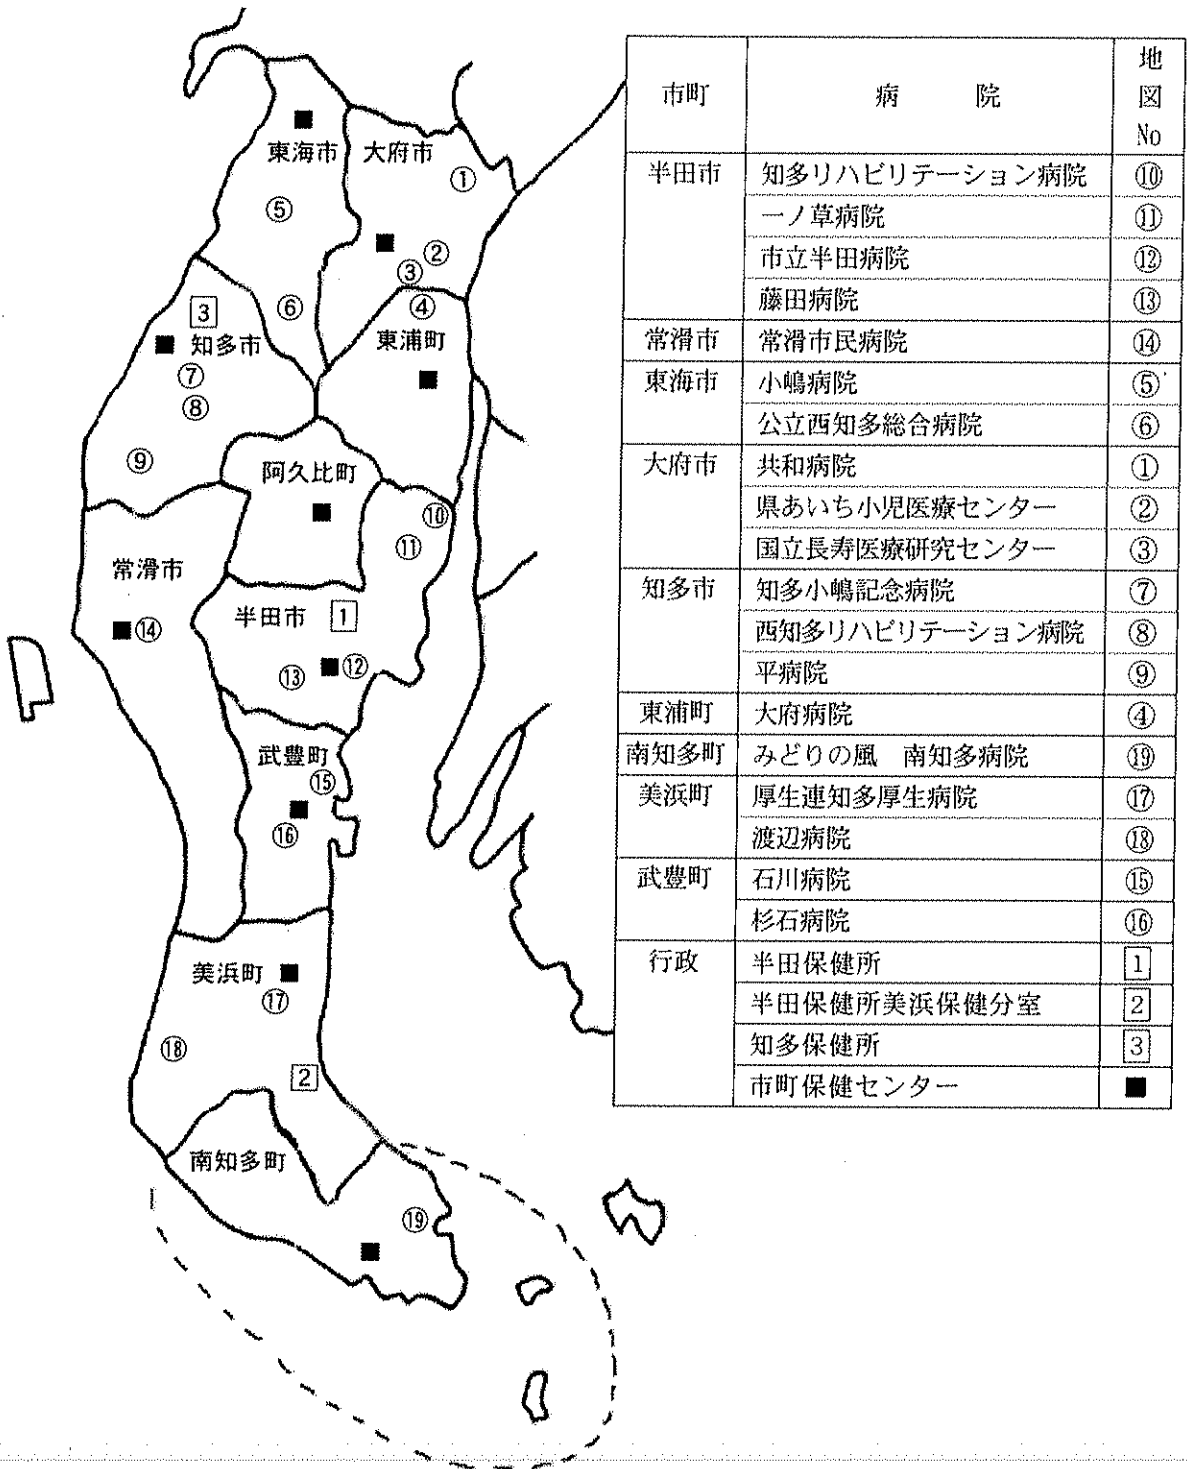 ■
東海市
大府市
①
⑤
■
②
③
⑥
④
3
■
知多市
東浦町
⑦
■
⑧
⑨
阿久比町
■
⑩
⑪
常滑市
■ ⑭
半田市
1
⑬
■ ⑫
武豊町
⑮
■
⑯
美浜町 ■
⑰
⑱
2
南知多町
⑲
■
市町 病 院 地図No
半田市 知多リハビリテーション病院 ⑩
一ノ草病院 ⑪
市立半田病院 ⑫
藤田病院 ⑬
常滑市 常滑市民病院 ⑭
東海市 小嶋病院 ⑤
公立西知多総合病院 ⑥
大府市 共和病院 ①
県あいち小児医療センター ②
国立長寿医療研究センター ③
知多市 知多小嶋記念病院 ⑦
西知多リハビリテーション病院 ⑧
平病院 ⑨
東浦町 大府病院 ④
南知多町 みどりの風 南知多病院 ⑲
美浜町 厚生連知多厚生病院 ⑰
渡辺病院 ⑱
武豊町 石川病院 ⑮
杉石病院 ⑯
行政 半田保健所 1
半田保健所美浜保健分室 2
知多保健所 3
市町保健センター ■